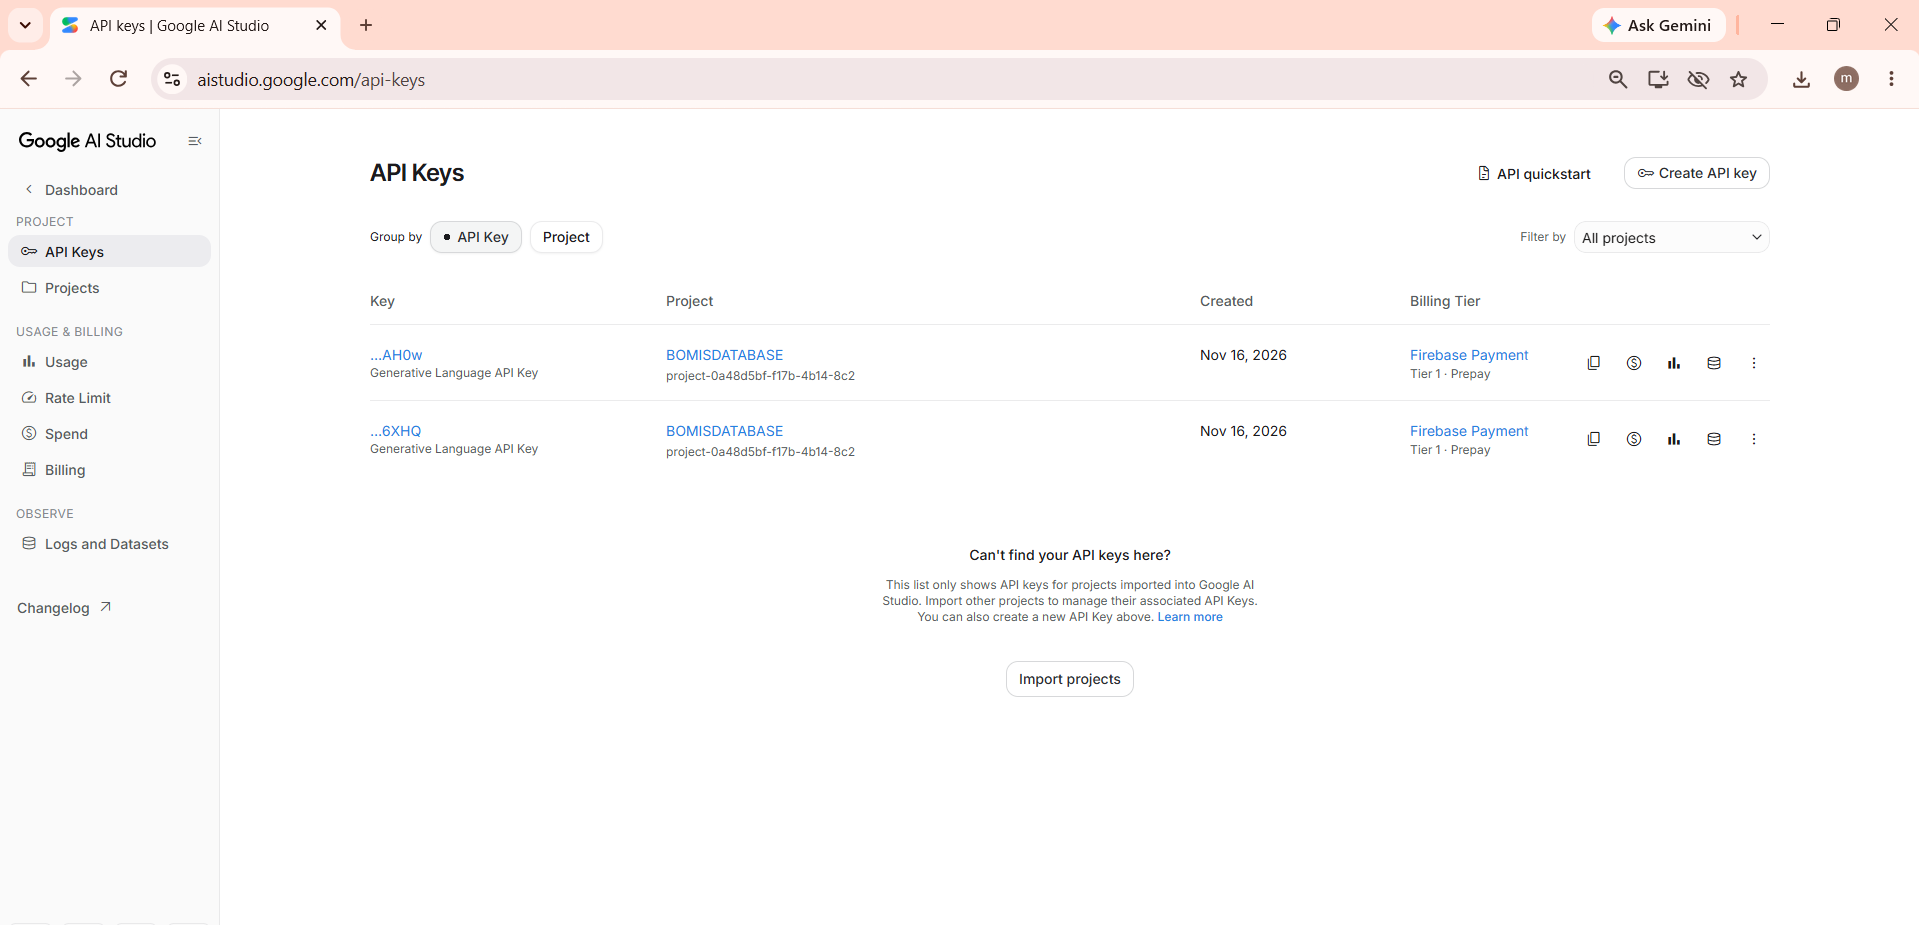 API keys | Google AI Studio
Ask Gemini
aistudio.google.com/api-keys
m
Google AI Studio
Dashboard
PROJECT
API Keys
Projects
USAGE & BILLING
Usage
Rate Limit
Spend
Billing
OBSERVE
Logs and Datasets
Changelog
API Keys
API quickstart
Create API key
Group by API Key Project
Filter by All projects
Key Project Created Billing Tier
...AH0w BOMISDATABASE Nov 16, 2026 Firebase Payment
Generative Language API Key project-0a48d5bf-f17b-4b14-8c2 Tier 1 · Prepay
...6XHQ BOMISDATABASE Nov 16, 2026 Firebase Payment
Generative Language API Key project-0a48d5bf-f17b-4b14-8c2 Tier 1 · Prepay
Can't find your API keys here?
This list only shows API keys for projects imported into Google AI
Studio. Import other projects to manage their associated API Keys.
You can also create a new API Key above. Learn more
Import projects